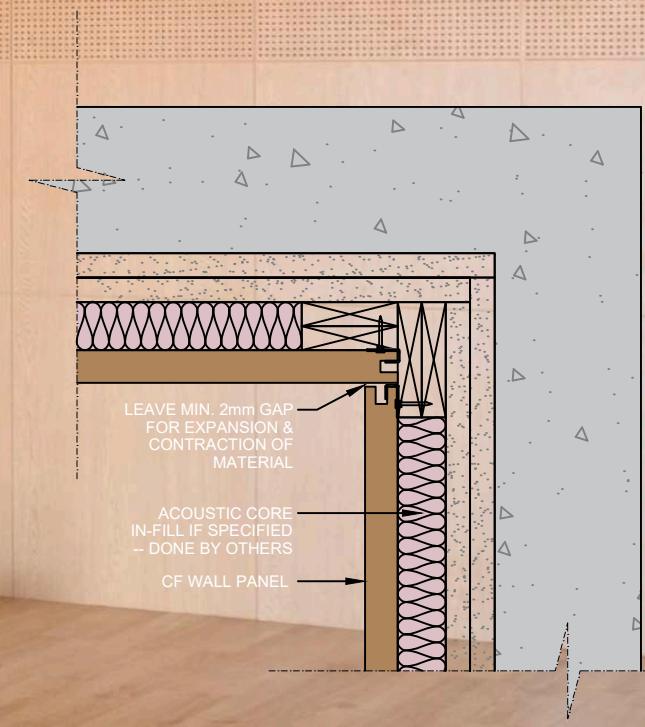 LEAVE MIN. 2mm GAP
FOR EXPANSION &
CONTRACTION OF
MATERIAL
ACOUSTIC CORE
IN-FILL IF SPECIFIED
-- DONE BY OTHERS
CF WALL PANEL